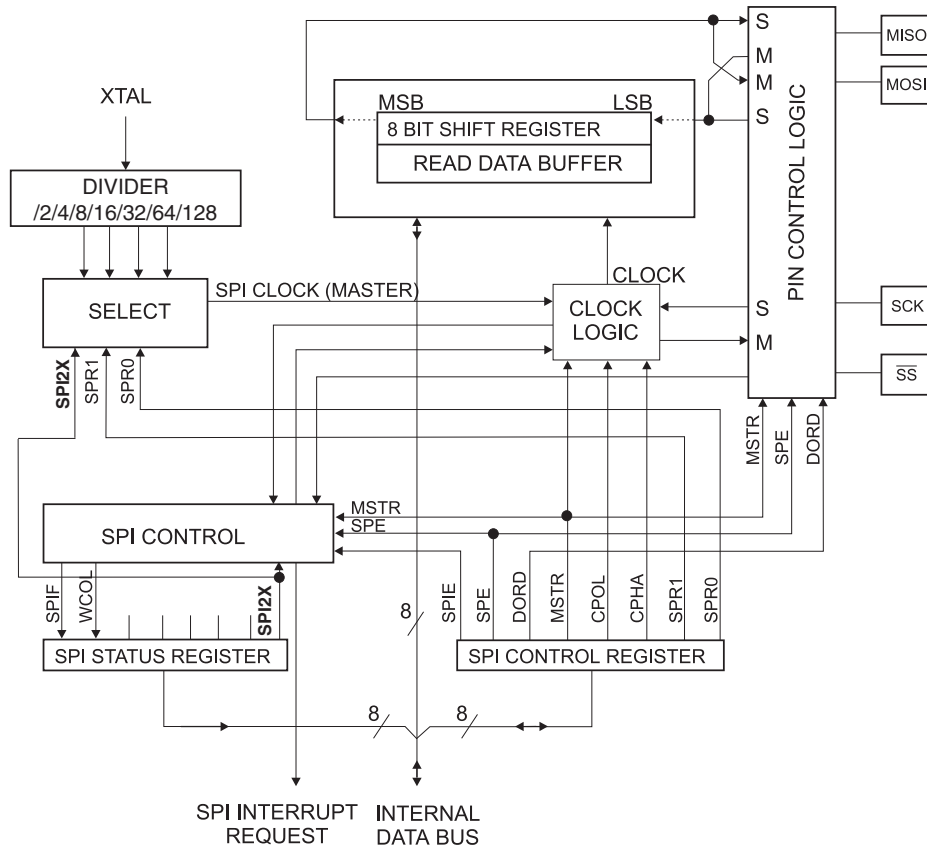 S
MISO
M
MSB
LSB
M
MOSI
XTAL
8 BIT SHIFT REGISTER
S
READ DATA BUFFER
PIN CONTROL LOGIC
DIVIDER
/2/4/8/16/32/64/128
SPI CLOCK (MASTER)
CLOCK
SELECT
CLOCK
LOGIC
S
SCK
M
SPI2X
SPR1
SPR0
SS
MSTR
SPE
DORD
MSTR
SPE
SPI CONTROL
SPIF
WCOL
SPI2X
8
SPIE
SPE
DORD
MSTR
CPOL
CPHA
SPR1
SPR0
SPI STATUS REGISTER
SPI CONTROL REGISTER
8
8
SPI INTERRUPT
REQUEST
INTERNAL
DATA BUS